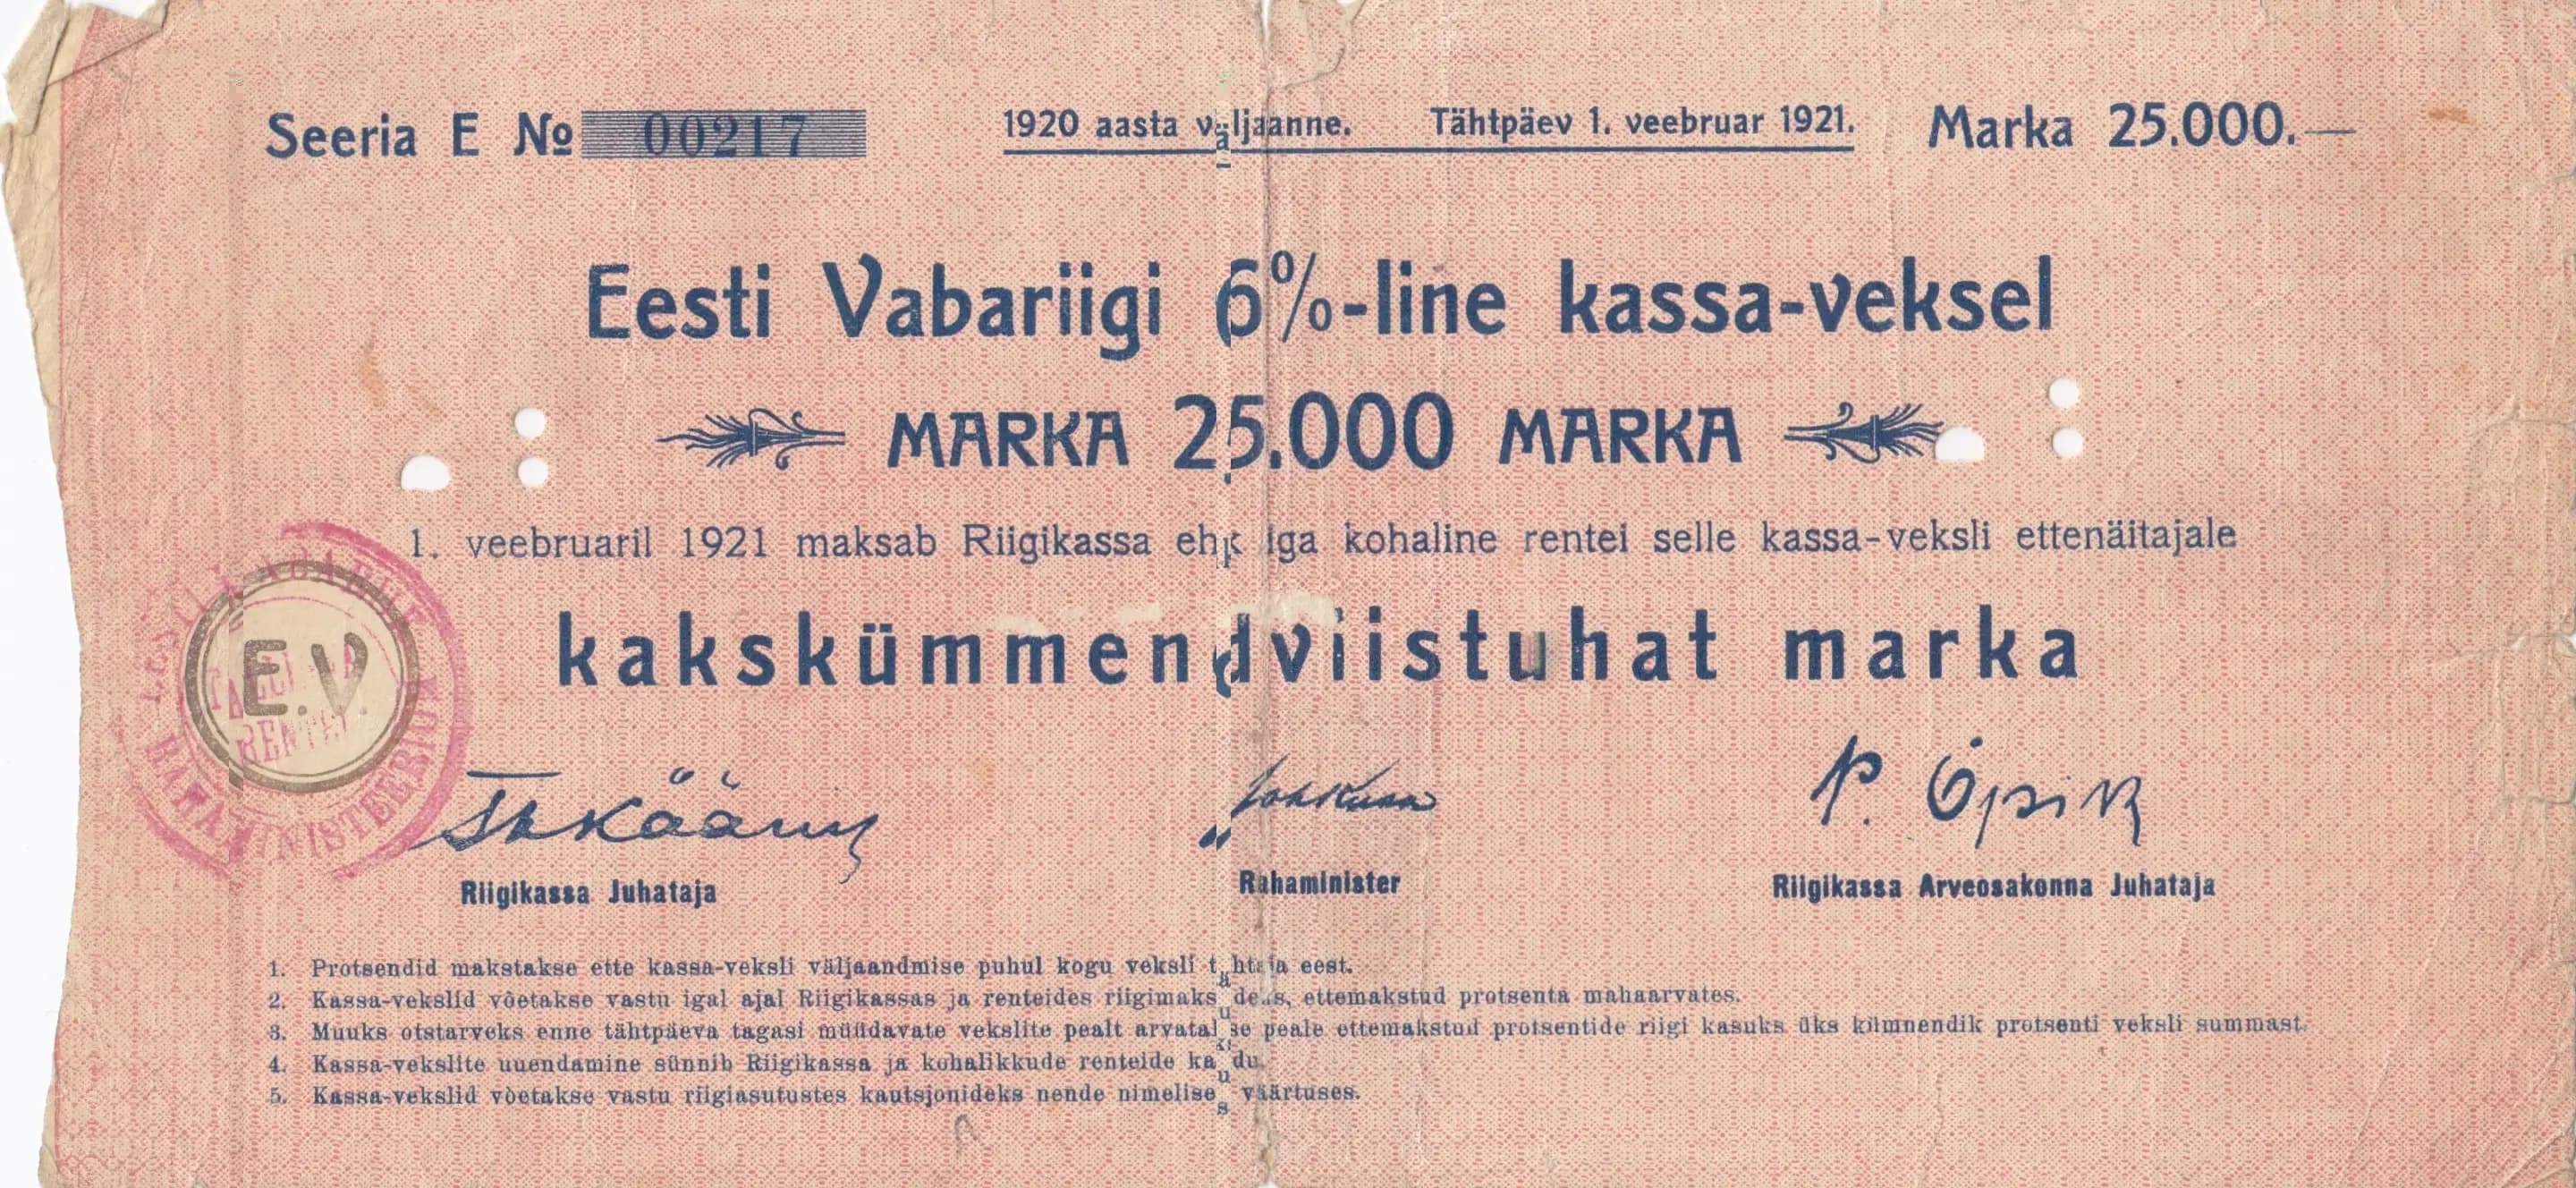 Seeria E № 00217 1920 aasta väljaanne. Tähtpäev 1. veebruar 1921. Marka 25.000.—
Eesti Vabariigi 6%-line kassa-veksel
MARKA 25.000 MARKA
1. veebruaril 1921 maksab Riigikassa ehk iga kohaline rentei selle kassa-veksli ettenäitajale
kakskümmendviistuhat marka
E.V.
RAHAMINISTEERIUM
RENTEI
P. Õpik
Riigikassa Juhataja Rahaminister Riigikassa Arveosakonna Juhataja
1. Protsendid makstakse ette kassa-veksli väljaandmise puhul kogu veksli tähtaja eest.
2. Kassa-vekslid võetakse vastu igal ajal Riigikassas ja renteides riigimaksudeks, ettemakstud protsenta mahaarvates.
3. Muuks otstarveks enne tähtpäeva tagasi müüdavate vekslite pealt arvatakse peale ettemakstud protsentide riigi kasuks üks kümnendik protsenti veksli summast.
4. Kassa-vekslite uuendamine sünnib Riigikassa ja kohalikkude renteide kaudu.
5. Kassa-vekslid võetakse vastu riigiasutustes kautsjonideks nende nimelises väärtuses.